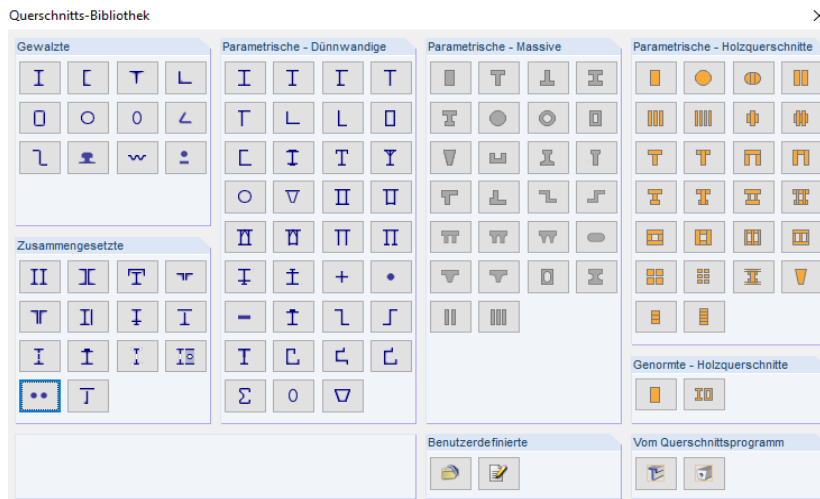 Querschnitts-Bibliothek
Gewalzte
Parametrische - Dünnwandige
Parametrische - Massive
Parametrische - Holzquerschnitte
Zusammengesetzte
Genormte - Holzquerschnitte
Benutzerdefinierte
Vom Querschnittsprogramm